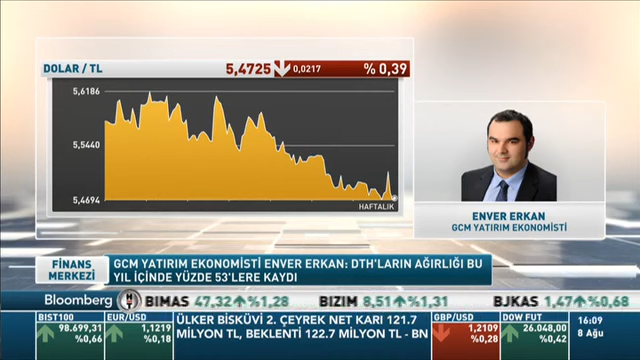 DOLAR / TL 5,4725 0,0217 % 0,39
5,6186
5,5440
5,4694
HAFTALIK
ENVER ERKAN
GCM YATIRIM EKONOMİSTİ
FİNANS
MERKEZİ
GCM YATIRIM EKONOMİSTİ ENVER ERKAN: DTH'LARIN AĞIRLIĞI BU
YIL İÇİNDE YÜZDE 53'LERE KAYDI
Bloomberg HT BIMAS 47,32 %1,28 BIZIM 8,51 %1,31 BJKAS 1,47 %0,68
BIST100
98.699,31
%0,66
EUR/USD
1,1219
%0,18
ÜLKER BİSKÜVİ 2. ÇEYREK NET KARI 121.7
MİLYON TL, BEKLENTİ 122.7 MİLYON TL - BN
GBP/USD
1,2109
%0,28
DOW FUT
26.048,00
%0,42
16:09
8 Ağu